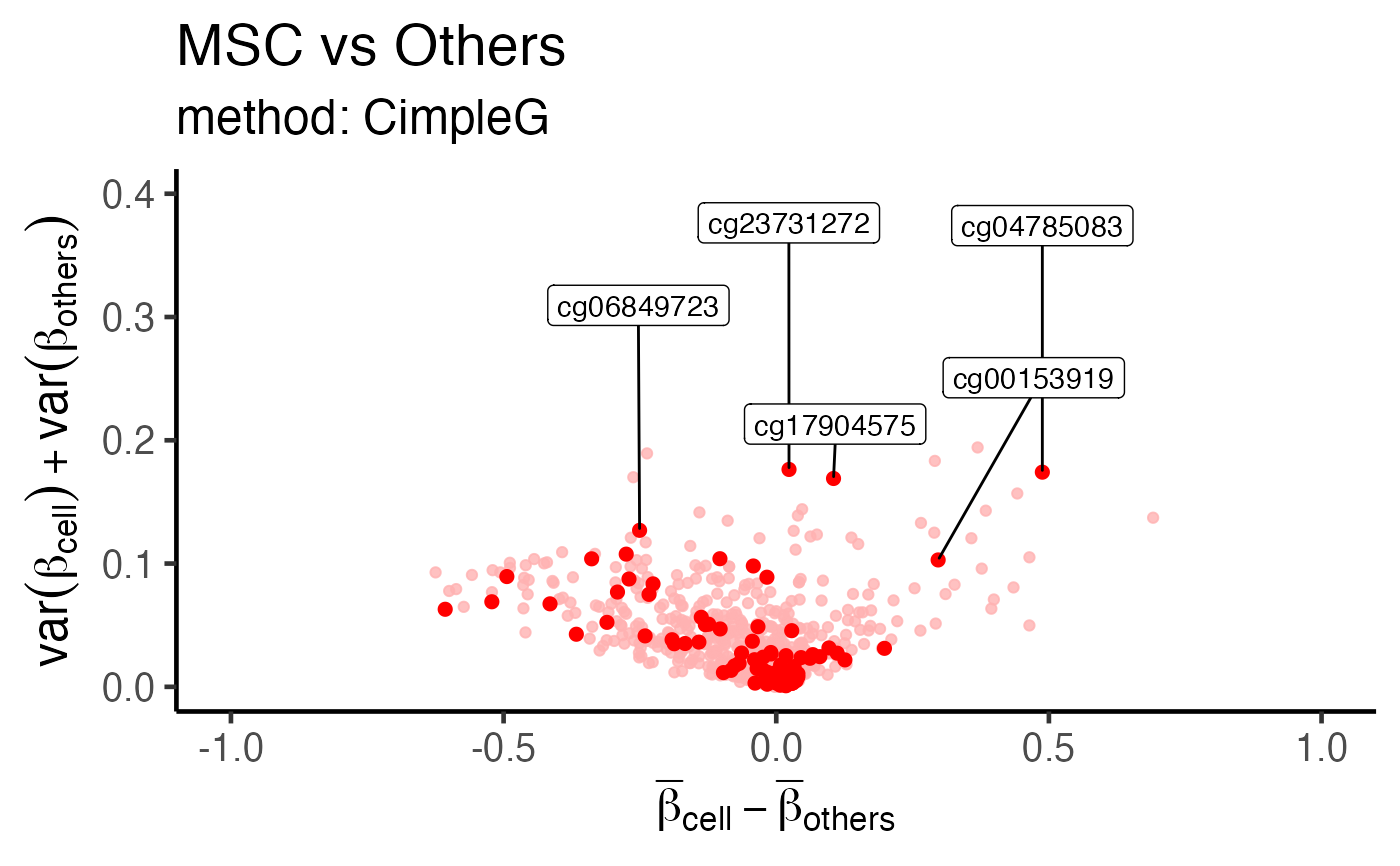 MSC vs Others
method: CimpleG
var(βcell) + var(βothers)
0.4
0.3
0.2
0.1
0.0
cg23731272
cg04785083
cg06849723
cg00153919
cg17904575
-1.0 -0.5 0.0 0.5 1.0
β̅cell − β̅others